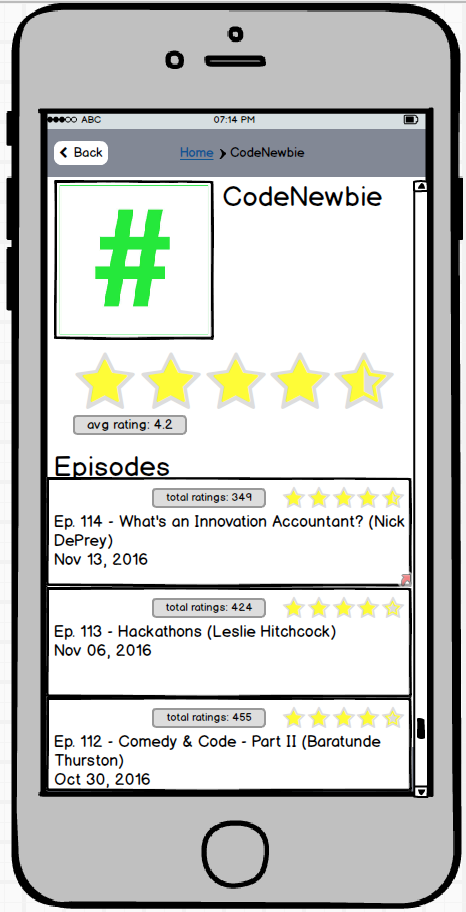 ABC 07:14 PM
Back Home > CodeNewbie
#
CodeNewbie
avg rating: 4.2
Episodes
total ratings: 349
Ep. 114 - What's an Innovation Accountant? (Nick
DePrey)
Nov 13, 2016
total ratings: 424
Ep. 113 - Hackathons (Leslie Hitchcock)
Nov 06, 2016
total ratings: 455
Ep. 112 - Comedy & Code - Part II (Baratunde
Thurston)
Oct 30, 2016